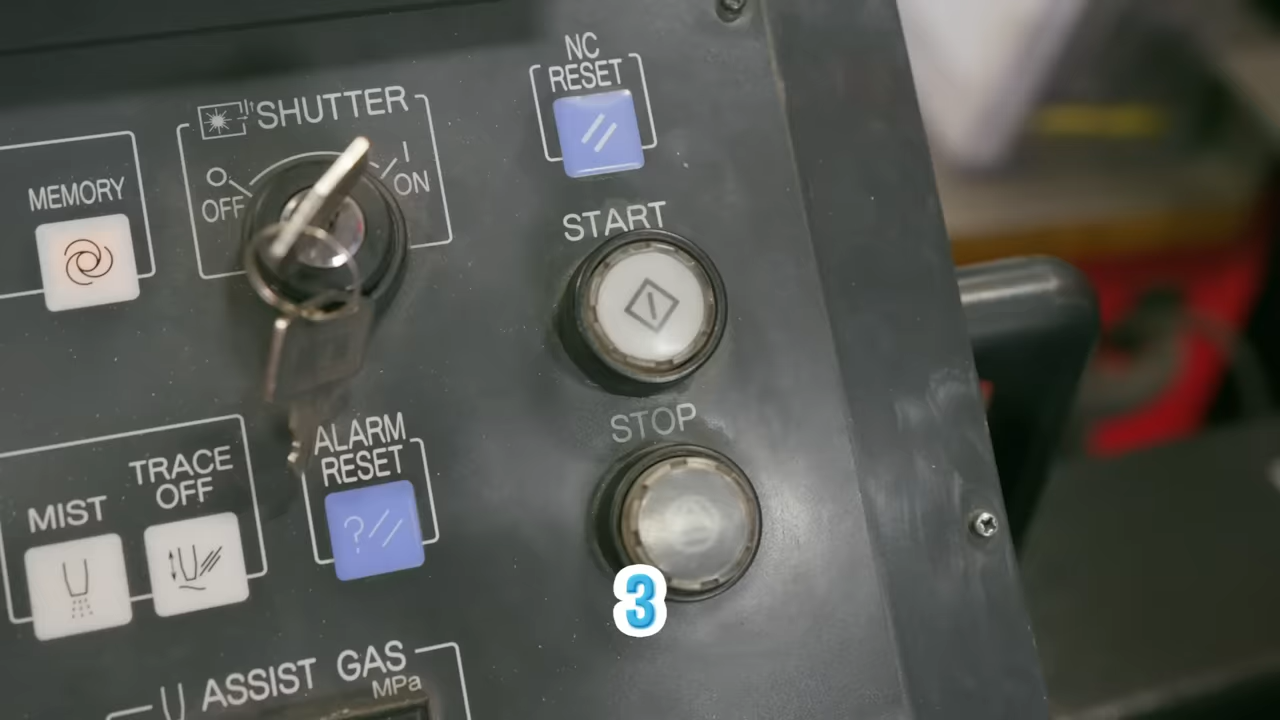 NC
RESET
SHUTTER
OFF
ON
MEMORY
START
STOP
ALARM
RESET
?//
TRACE
OFF
MIST
ASSIST GAS
MPa
3